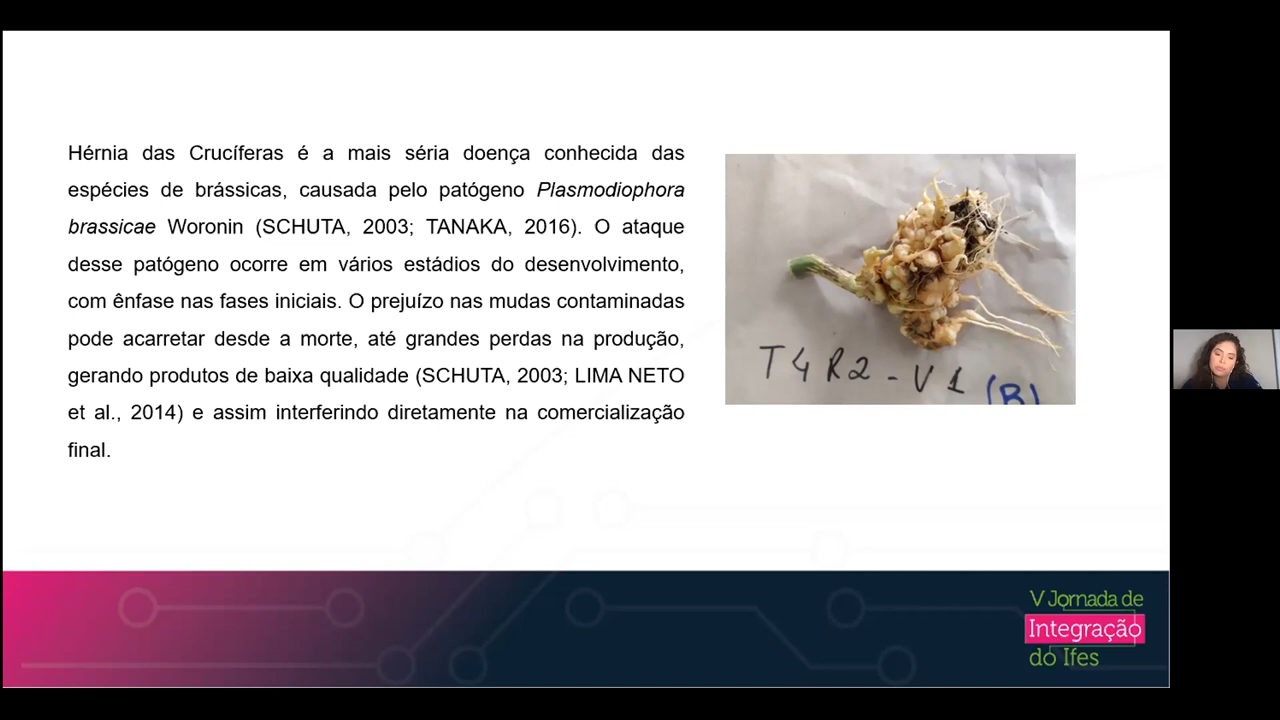 Hérnia das Crucíferas é a mais séria doença conhecida das
espécies de brássicas, causada pelo patógeno Plasmodiophora
brassicae Woronin (SCHUTA, 2003; TANAKA, 2016). O ataque
desse patógeno ocorre em vários estádios do desenvolvimento,
com ênfase nas fases iniciais. O prejuízo nas mudas contaminadas
pode acarretar desde a morte, até grandes perdas na produção,
gerando produtos de baixa qualidade (SCHUTA, 2003; LIMA NETO
et al., 2014) e assim interferindo diretamente na comercialização
final.
T4R2-V1 (B)
V Jornada de
Integração
do Ifes